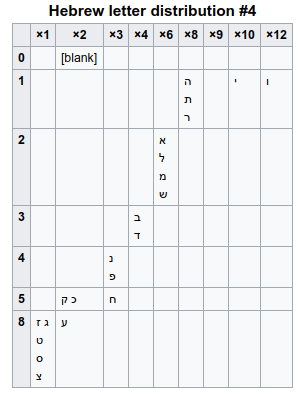 Hebrew letter distribution #4
×1 ×2 ×3 ×4 ×6 ×8 ×9 ×10 ×12
0 [blank]
1 ה י ו
ת
ר
2 א
ל
מ
ש
3 ב
ד
4 נ
פ
5 כ ק ח
8 ג ז ע
ט
ס
צ